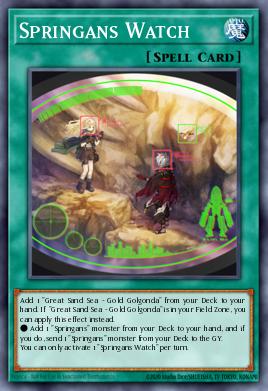 SPRINGANS WATCH
魔
[SPELL CARD]
Add 1 "Great Sand Sea - Gold Golgonda" from your Deck to your
hand. If "Great Sand Sea - Gold Golgonda" is in your Field Zone, you
can apply this effect instead.
● Add 1 "Springans" monster from your Deck to your hand, and if
you do, send 1 "Springans" monster from your Deck to the GY.
You can only activate 1 "Springans Watch" per turn.